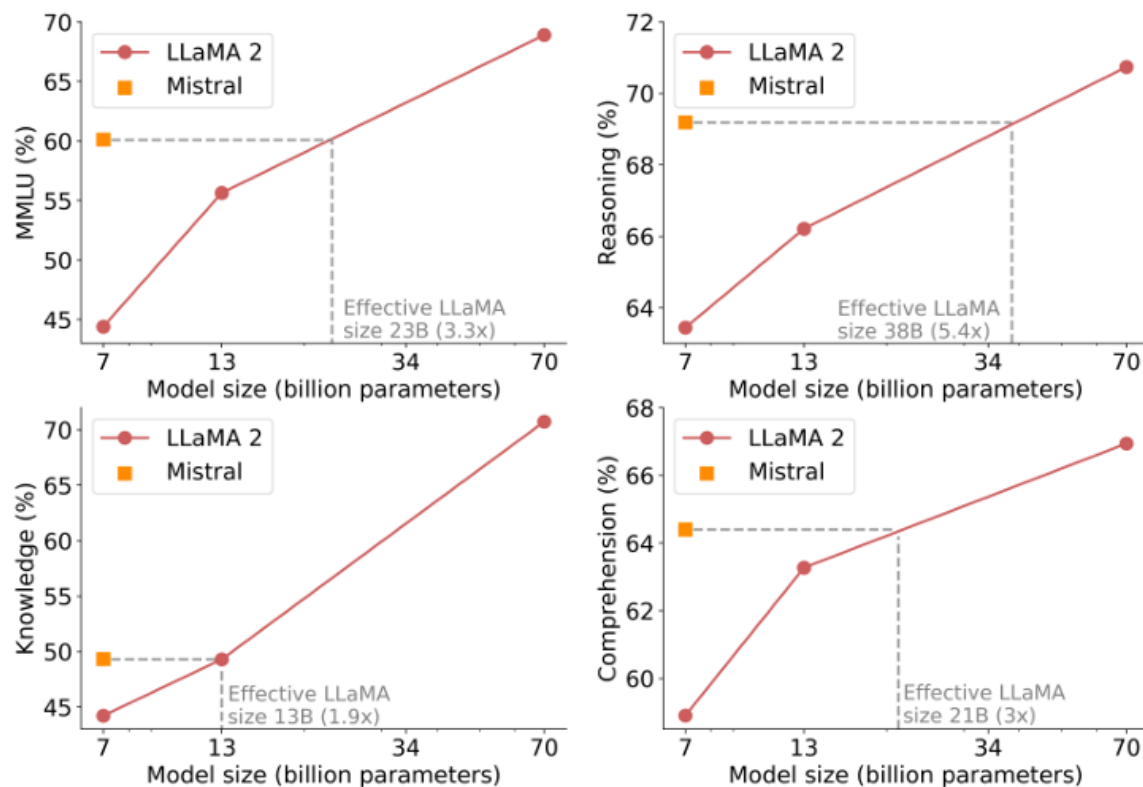 70
65
60
55
50
45
MMLU (%)
LLaMA 2
Mistral
Effective LLaMA
size 23B (3.3x)
7
13
34
70
Model size (billion parameters)
72
70
68
66
64
Reasoning (%)
LLaMA 2
Mistral
Effective LLaMA
size 38B (5.4x)
7
13
34
70
Model size (billion parameters)
70
65
60
55
50
45
Knowledge (%)
LLaMA 2
Mistral
Effective LLaMA
size 13B (1.9x)
7
13
34
70
Model size (billion parameters)
68
66
64
62
60
Comprehension (%)
LLaMA 2
Mistral
Effective LLaMA
size 21B (3x)
7
13
34
70
Model size (billion parameters)